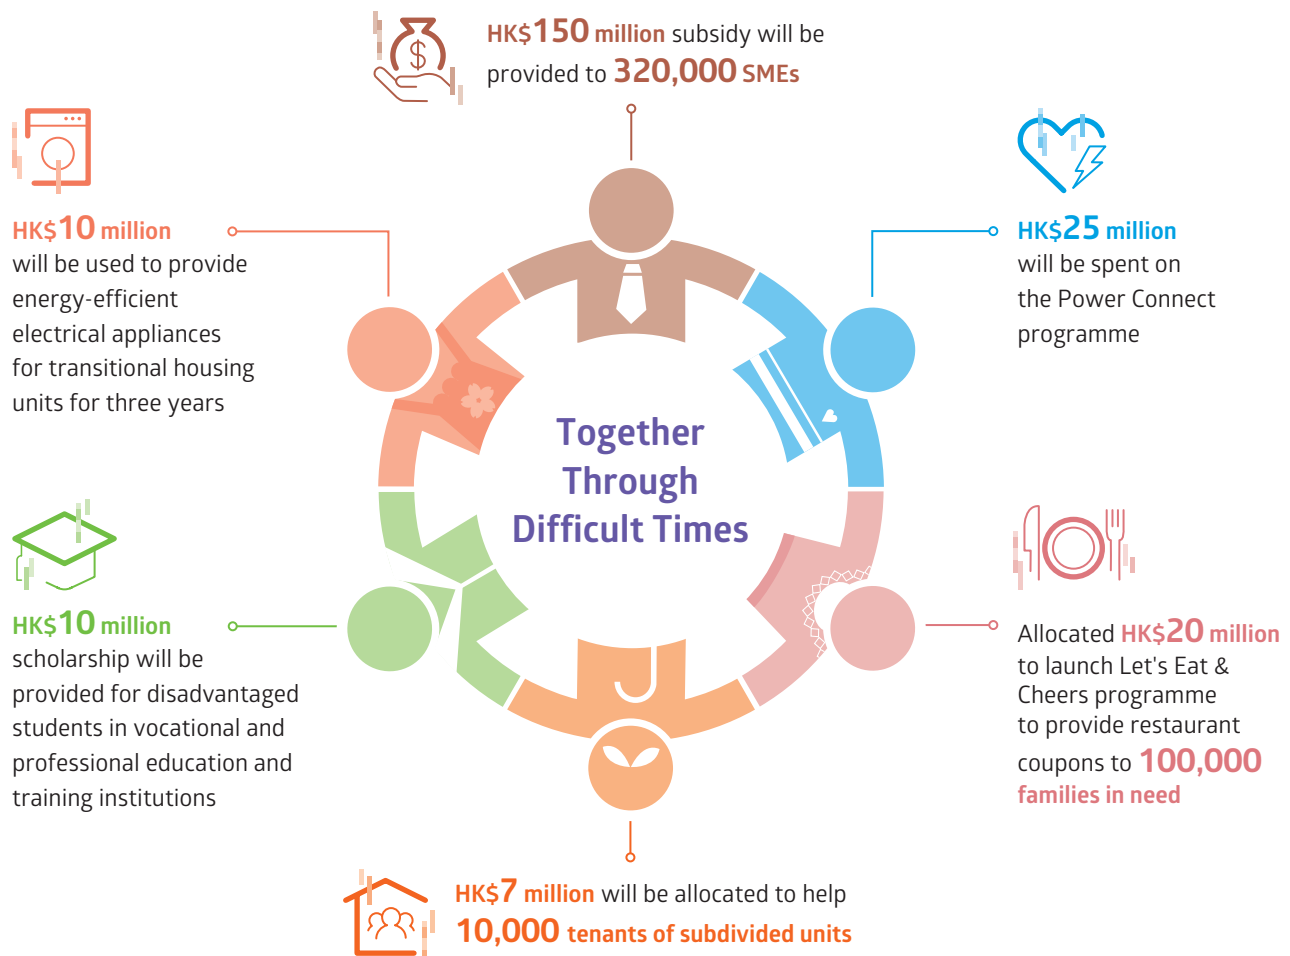 HK$150 million subsidy will be
provided to 320,000 SMEs
HK$10 million
will be used to provide
energy-efficient
electrical appliances
for transitional housing
units for three years
HK$25 million
will be spent on
the Power Connect
programme
Together
Through
Difficult Times
HK$10 million
scholarship will be
provided for disadvantaged
students in vocational and
professional education and
training institutions
Allocated HK$20 million
to launch Let's Eat &
Cheers programme
to provide restaurant
coupons to 100,000
families in need
HK$7 million will be allocated to help
10,000 tenants of subdivided units